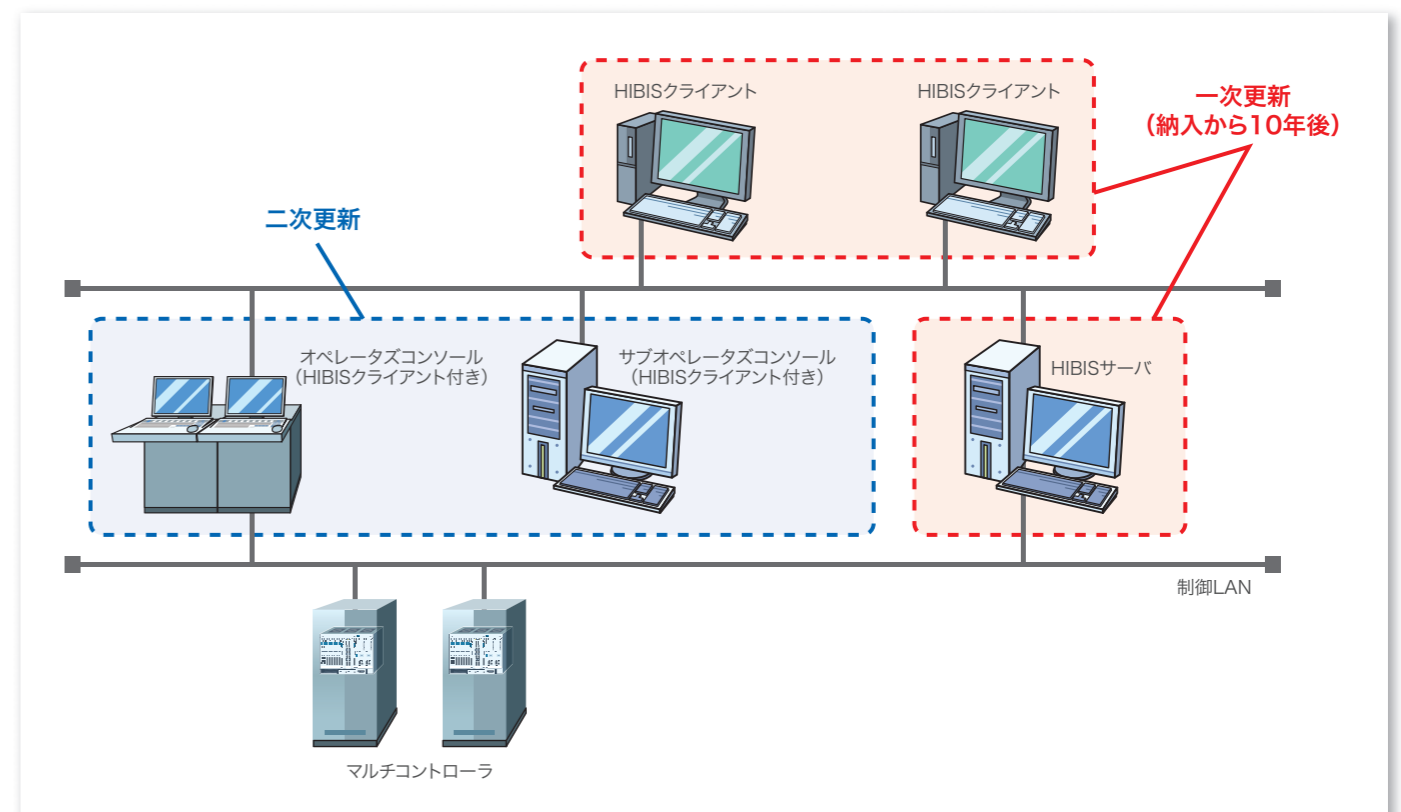 HIBISクライアント
HIBISクライアント
一次更新
(納入から10年後)
二次更新
オペレータズコンソール
(HIBISクライアント付き)
サブオペレータズコンソール
(HIBISクライアント付き)
HIBISサーバ
制御LAN
マルチコントローラ